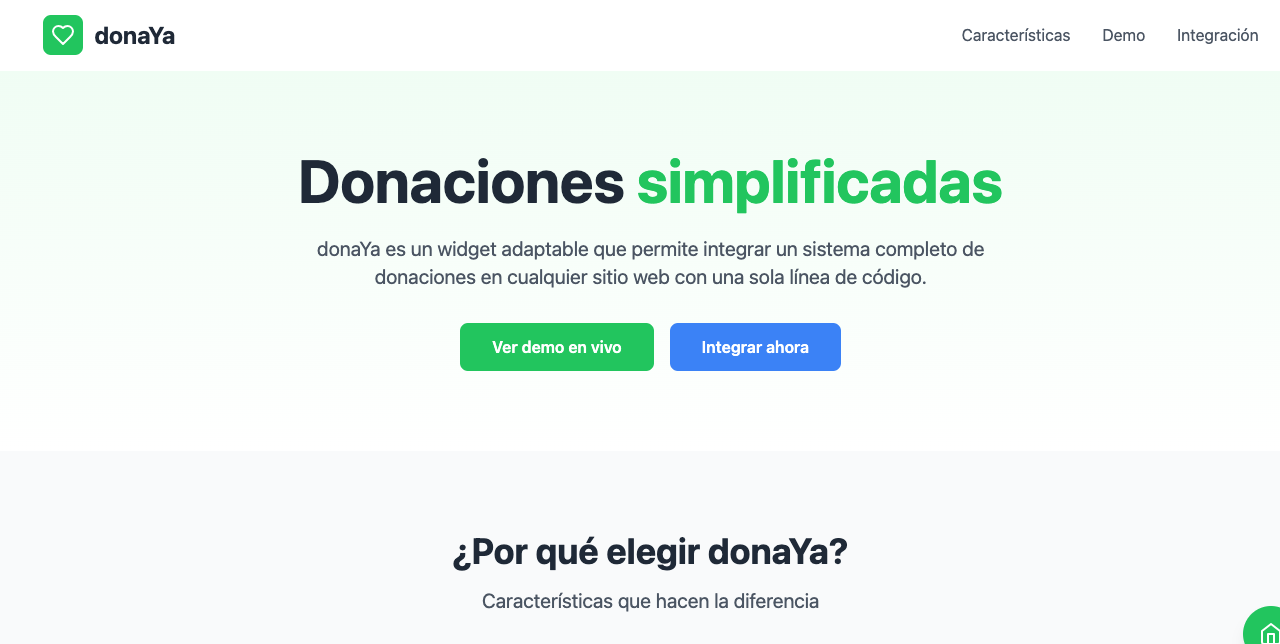 donaYa
Características
Demo
Integración
Donaciones simplificadas
donaYa es un widget adaptable que permite integrar un sistema completo de
donaciones en cualquier sitio web con una sola línea de código.
Ver demo en vivo
Integrar ahora
¿Por qué elegir donaYa?
Características que hacen la diferencia